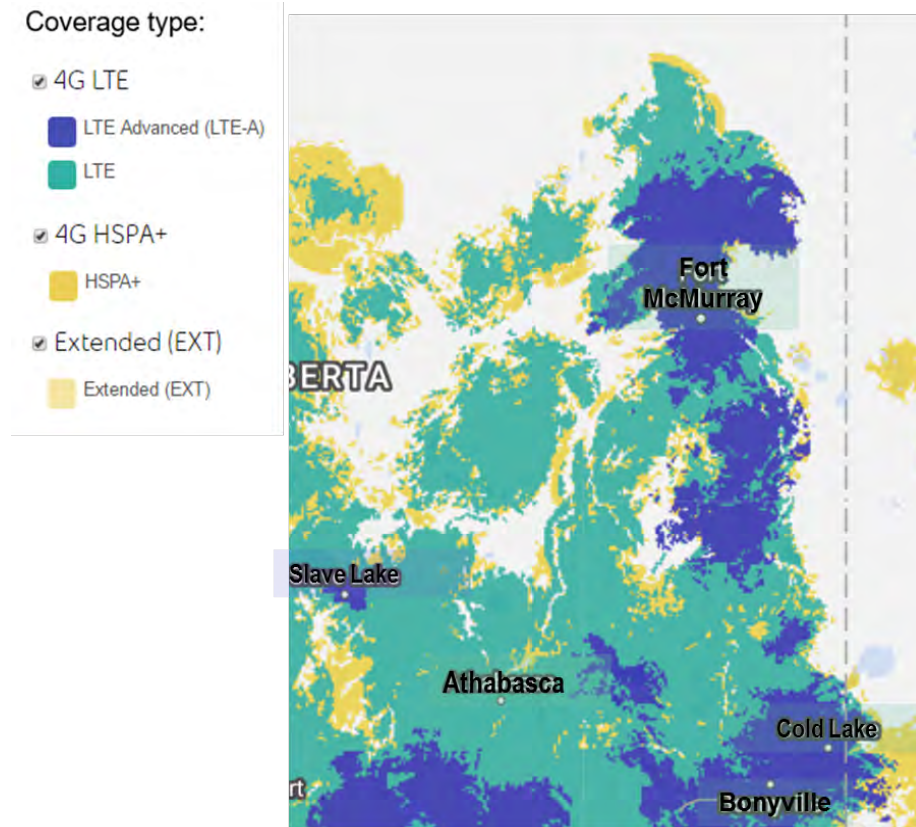 Coverage type:
4G LTE
LTE Advanced (LTE-A)
LTE
4G HSPA+
HSPA+
Extended (EXT)
Extended (EXT)
Fort
McMurray
BERTA
Slave Lake
Athabasca
Cold Lake
rt
Bonyville